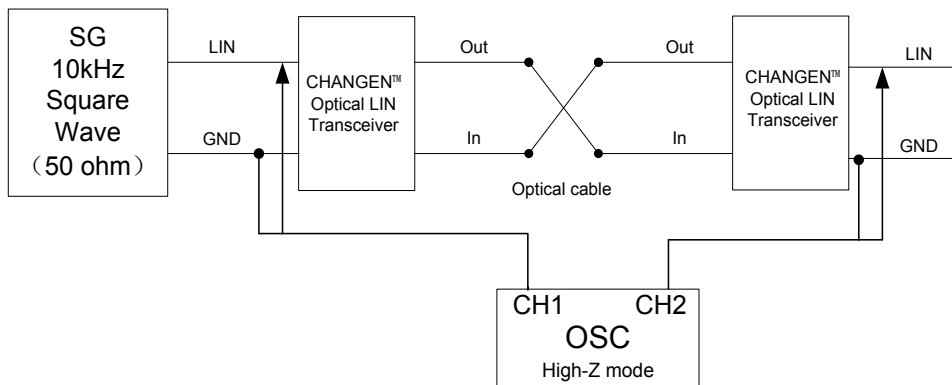 SG
10kHz
Square
Wave
（50 ohm）
LIN
GND
CHANGEN™
Optical LIN
Transceiver
Out
In
Optical cable
Out
In
CHANGEN™
Optical LIN
Transceiver
LIN
GND
CH1
CH2
OSC
High-Z mode